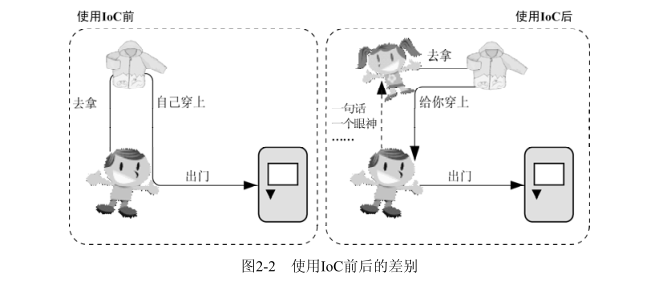 使用IoC前
使用IoC后
去拿
自己穿上
出门
去拿
给你穿上
一句话
一个眼神
……
出门
图2-2 使用IoC前后的差别